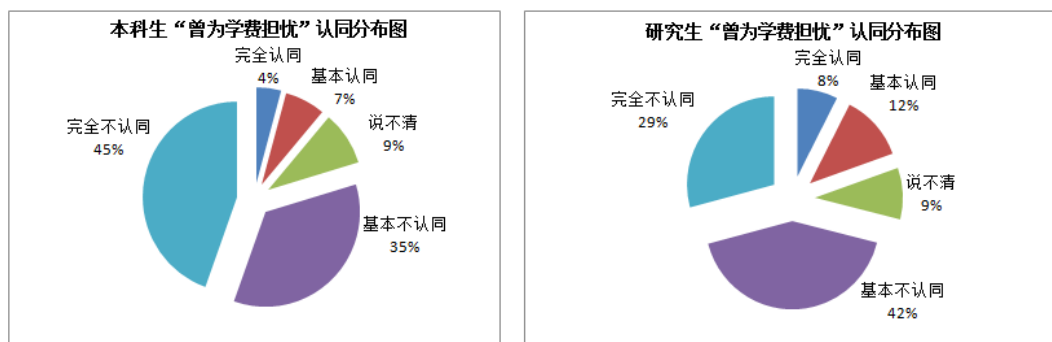 本科生“曾为学费担忧”认同分布图
完全认同
4%
基本认同
7%
说不清
9%
基本不认同
35%
完全不认同
45%
研究生“曾为学费担忧”认同分布图
完全认同
8%
基本认同
12%
说不清
9%
基本不认同
42%
完全不认同
29%